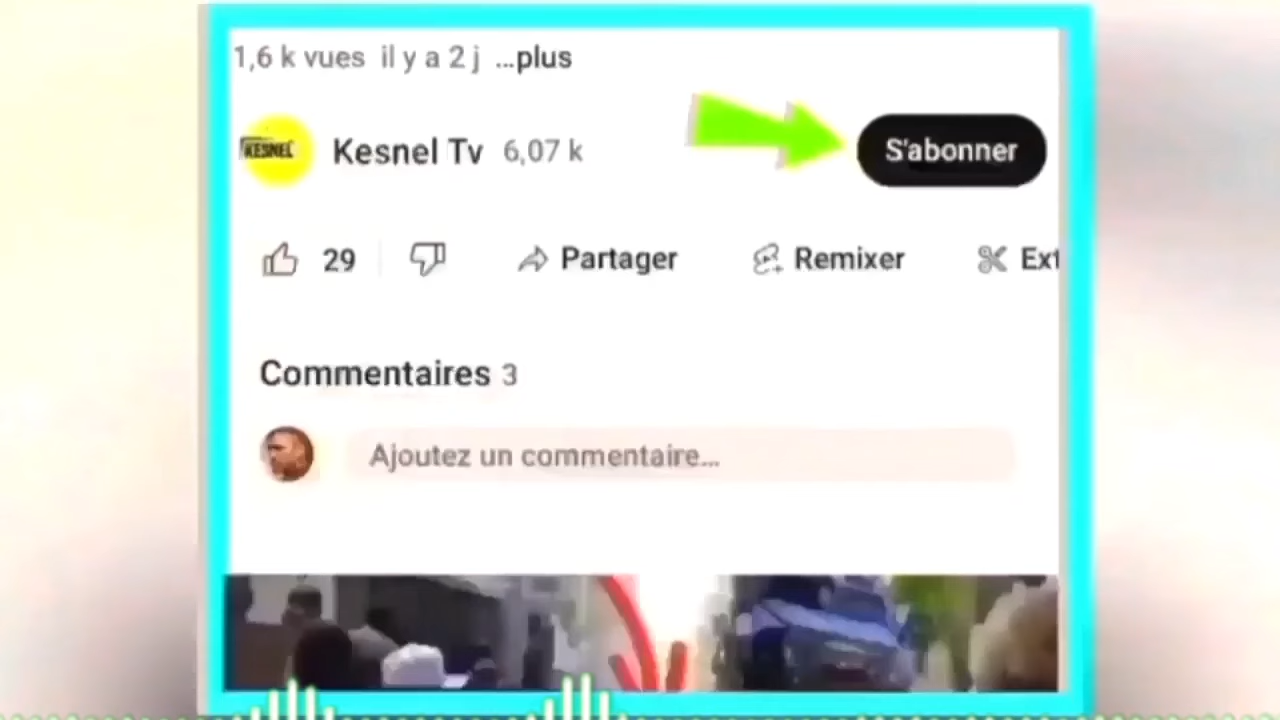 1,6 k vues il y a 2 j ...plus
KESNEL
Kesnel Tv 6,07 k
S'abonner
29
Partager
Remixer
Ext
Commentaires 3
Ajoutez un commentaire...